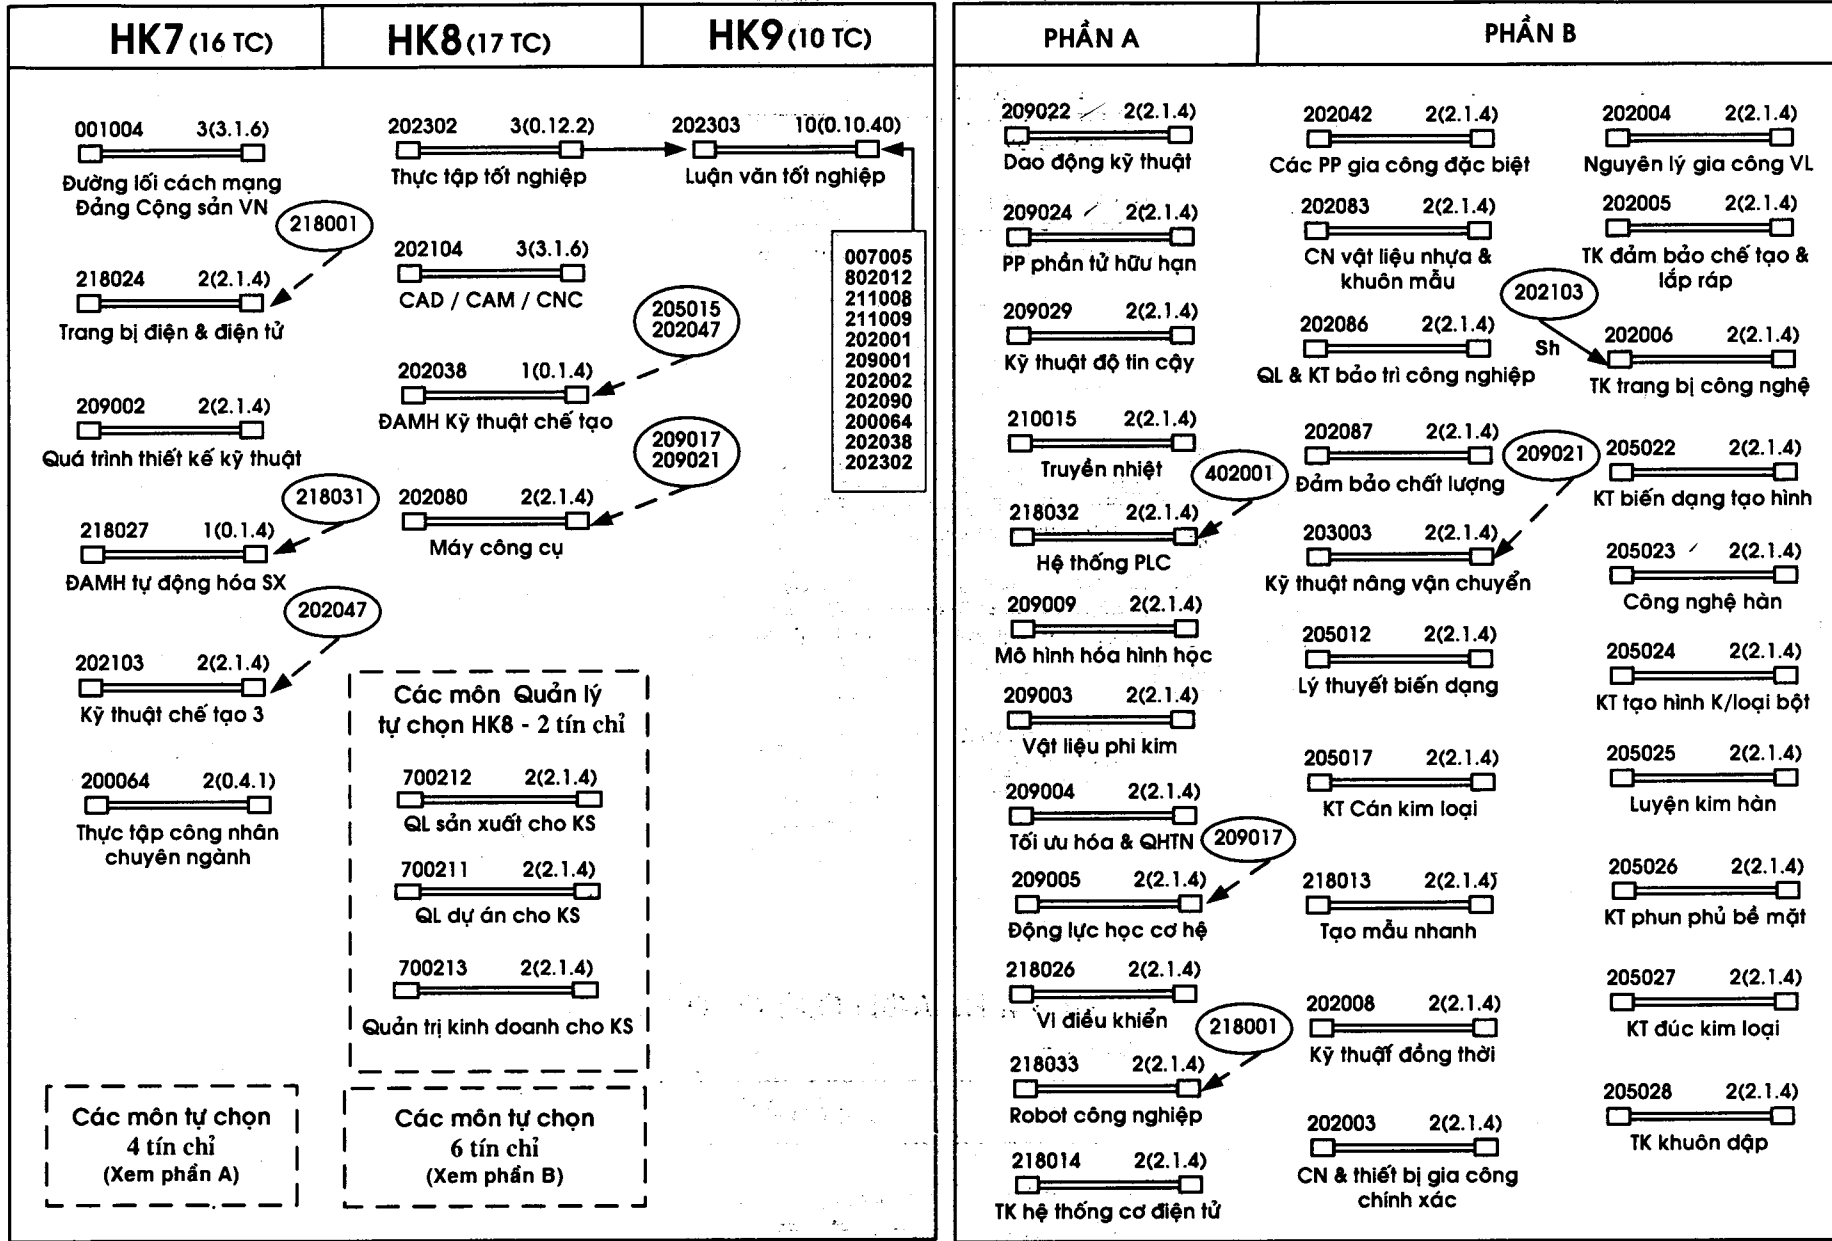 HK7 (16 TC)
HK8 (17 TC)
HK9 (10 TC)
001004 3(3.1.6)
Đường lối cách mạng
Đảng Cộng sản VN
218001
218024 2(2.1.4)
Trang bị điện & điện tử
209002 2(2.1.4)
Quá trình thiết kế kỹ thuật
218031
218027 1(0.1.4)
ĐAMH tự động hóa SX
202047
202103 2(2.1.4)
Kỹ thuật chế tạo 3
200064 2(0.4.1)
Thực tập công nhân
chuyên ngành
Các môn tự chọn
4 tín chỉ
(Xem phần A)
202302 3(0.12.2)
Thực tập tốt nghiệp
202104 3(3.1.6)
CAD / CAM / CNC
205015
202047
202038 1(0.1.4)
ĐAMH Kỹ thuật chế tạo
209017
209021
202080 2(2.1.4)
Máy công cụ
Các môn Quản lý
tự chọn HK8 - 2 tín chỉ
700212 2(2.1.4)
QL sản xuất cho KS
700211 2(2.1.4)
QL dự án cho KS
700213 2(2.1.4)
Quản trị kinh doanh cho KS
Các môn tự chọn
6 tín chỉ
(Xem phần B)
202303 10(0.10.40)
Luận văn tốt nghiệp
007005
802012
211008
211009
202001
209001
202002
202090
200064
202038
202302
PHẦN A
PHẦN B
209022 2(2.1.4)
Dao động kỹ thuật
209024 2(2.1.4)
PP phần tử hữu hạn
209029 2(2.1.4)
Kỹ thuật độ tin cậy
210015 2(2.1.4)
Truyền nhiệt
402001
218032 2(2.1.4)
Hệ thống PLC
209009 2(2.1.4)
Mô hình hóa hình học
209003 2(2.1.4)
Vật liệu phi kim
209004 2(2.1.4)
Tối ưu hóa & QHTN
209017
209005 2(2.1.4)
Động lực học cơ hệ
218026 2(2.1.4)
Vi điều khiển
218001
218033 2(2.1.4)
Robot công nghiệp
218014 2(2.1.4)
TK hệ thống cơ điện tử
202042 2(2.1.4)
Các PP gia công đặc biệt
202083 2(2.1.4)
CN vật liệu nhựa &
khuôn mẫu
202086 2(2.1.4)
QL & KT bảo trì công nghiệp
202087 2(2.1.4)
Đảm bảo chất lượng
209021
203003 2(2.1.4)
Kỹ thuật nâng vận chuyển
205012 2(2.1.4)
Lý thuyết biến dạng
205017 2(2.1.4)
KT Cán kim loại
218013 2(2.1.4)
Tạo mẫu nhanh
202008 2(2.1.4)
Kỹ thuật đồng thời
202003 2(2.1.4)
CN & thiết bị gia công
chính xác
202004 2(2.1.4)
Nguyên lý gia công VL
202005 2(2.1.4)
TK đảm bảo chế tạo &
lắp ráp
202103
Sh
202006 2(2.1.4)
TK trang bị công nghệ
205022 2(2.1.4)
KT biến dạng tạo hình
205023 2(2.1.4)
Công nghệ hàn
205024 2(2.1.4)
KT tạo hình K/loại bột
205025 2(2.1.4)
Luyện kim hàn
205026 2(2.1.4)
KT phun phủ bề mặt
205027 2(2.1.4)
KT đúc kim loại
205028 2(2.1.4)
TK khuôn dập